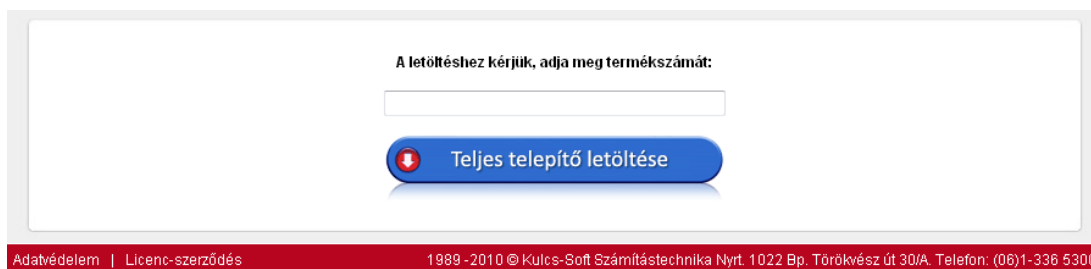 A letöltéshez kérjük, adja meg termékszámát:
Teljes telepítő letöltése
Adatvédelem | Licenc-szerződés 1989 - 2010 © Kulcs-Soft Számítástechnika Nyrt. 1022 Bp. Törökvész út 30/A. Telefon: (06)1-336 5300